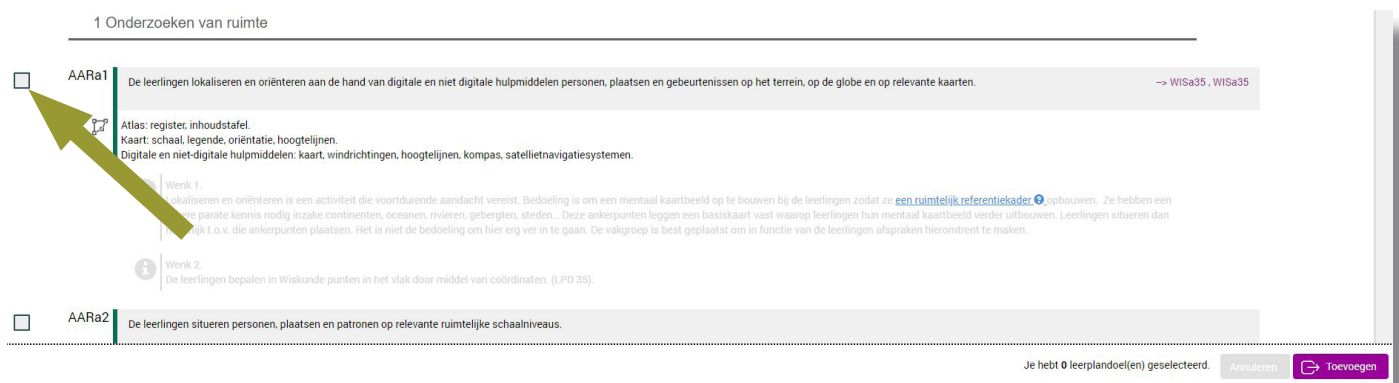 1 Onderzoeken van ruimte
AARa1
De leerlingen lokaliseren en oriënteren aan de hand van digitale en niet digitale hulpmiddelen personen, plaatsen en gebeurtenissen op het terrein, op de globe en op relevante kaarten.
--> WISa35 , WISa35
Atlas: register, inhoudstafel.
Kaart: schaal, legende, oriëntatie, hoogtelijnen.
Digitale en niet-digitale hulpmiddelen: kaart, windrichtingen, hoogtelijnen, kompas, satellietnavigatiesystemen.
Wenk 1.
Lokaliseren en oriënteren is een activiteit die voortdurende aandacht vereist. Bedoeling is om een mentaal kaartbeeld op te bouwen bij de leerlingen zodat ze een ruimtelijk referentiekader opbouwen. Ze hebben een
parate kennis nodig inzake continenten, oceanen, rivieren, gebergten, steden... Deze ankerpunten leggen een basiskaart vast waarop leerlingen hun mentaal kaartbeeld verder uitbouwen. Leerlingen situeren dan
t.o.v. die ankerpunten plaatsen. Het is niet de bedoeling om hier erg ver in te gaan. De vakgroep is best geplaatst om in functie van de leerlingen afspraken hieromtrent te maken.
Wenk 2.
De leerlingen bepalen in Wiskunde punten in het vlak door middel van coördinaten. (LPD 35).
AARa2
De leerlingen situeren personen, plaatsen en patronen op relevante ruimtelijke schaalniveaus.
Je hebt 0 leerplandoel(en) geselecteerd.
Annuleren
Toevoegen